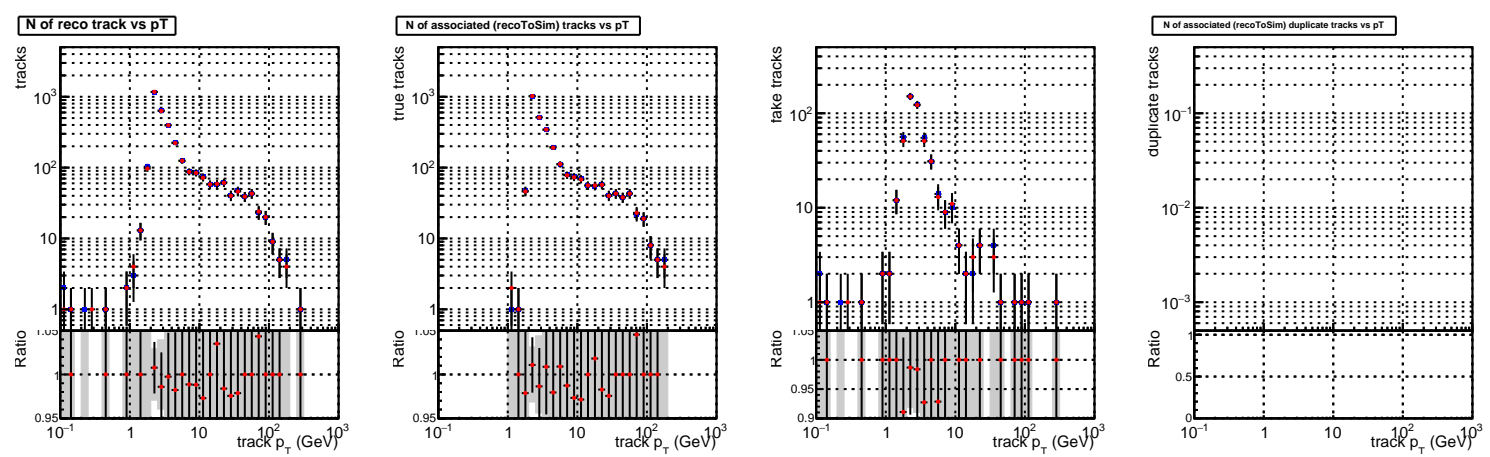 N of reco track vs pT
tracks
10³
10²
10
1
Ratio
1.05
1
0.95
10⁻¹ 1 10 10² 10³
track p_T (GeV)
N of associated (recoToSim) tracks vs pT
true tracks
10³
10²
10
1
Ratio
1.05
1
0.95
10⁻¹ 1 10 10² 10³
track p_T (GeV)
fake tracks
10²
10
1
Ratio
1.05
1
0.95
0.9
10⁻¹ 1 10 10² 10³
track p_T (GeV)
N of associated (recoToSim) duplicate tracks vs pT
duplicate tracks
10⁻¹
10⁻²
10⁻³
Ratio
1
0.5
0
10⁻¹ 1 10 10² 10³
track p_T (GeV)